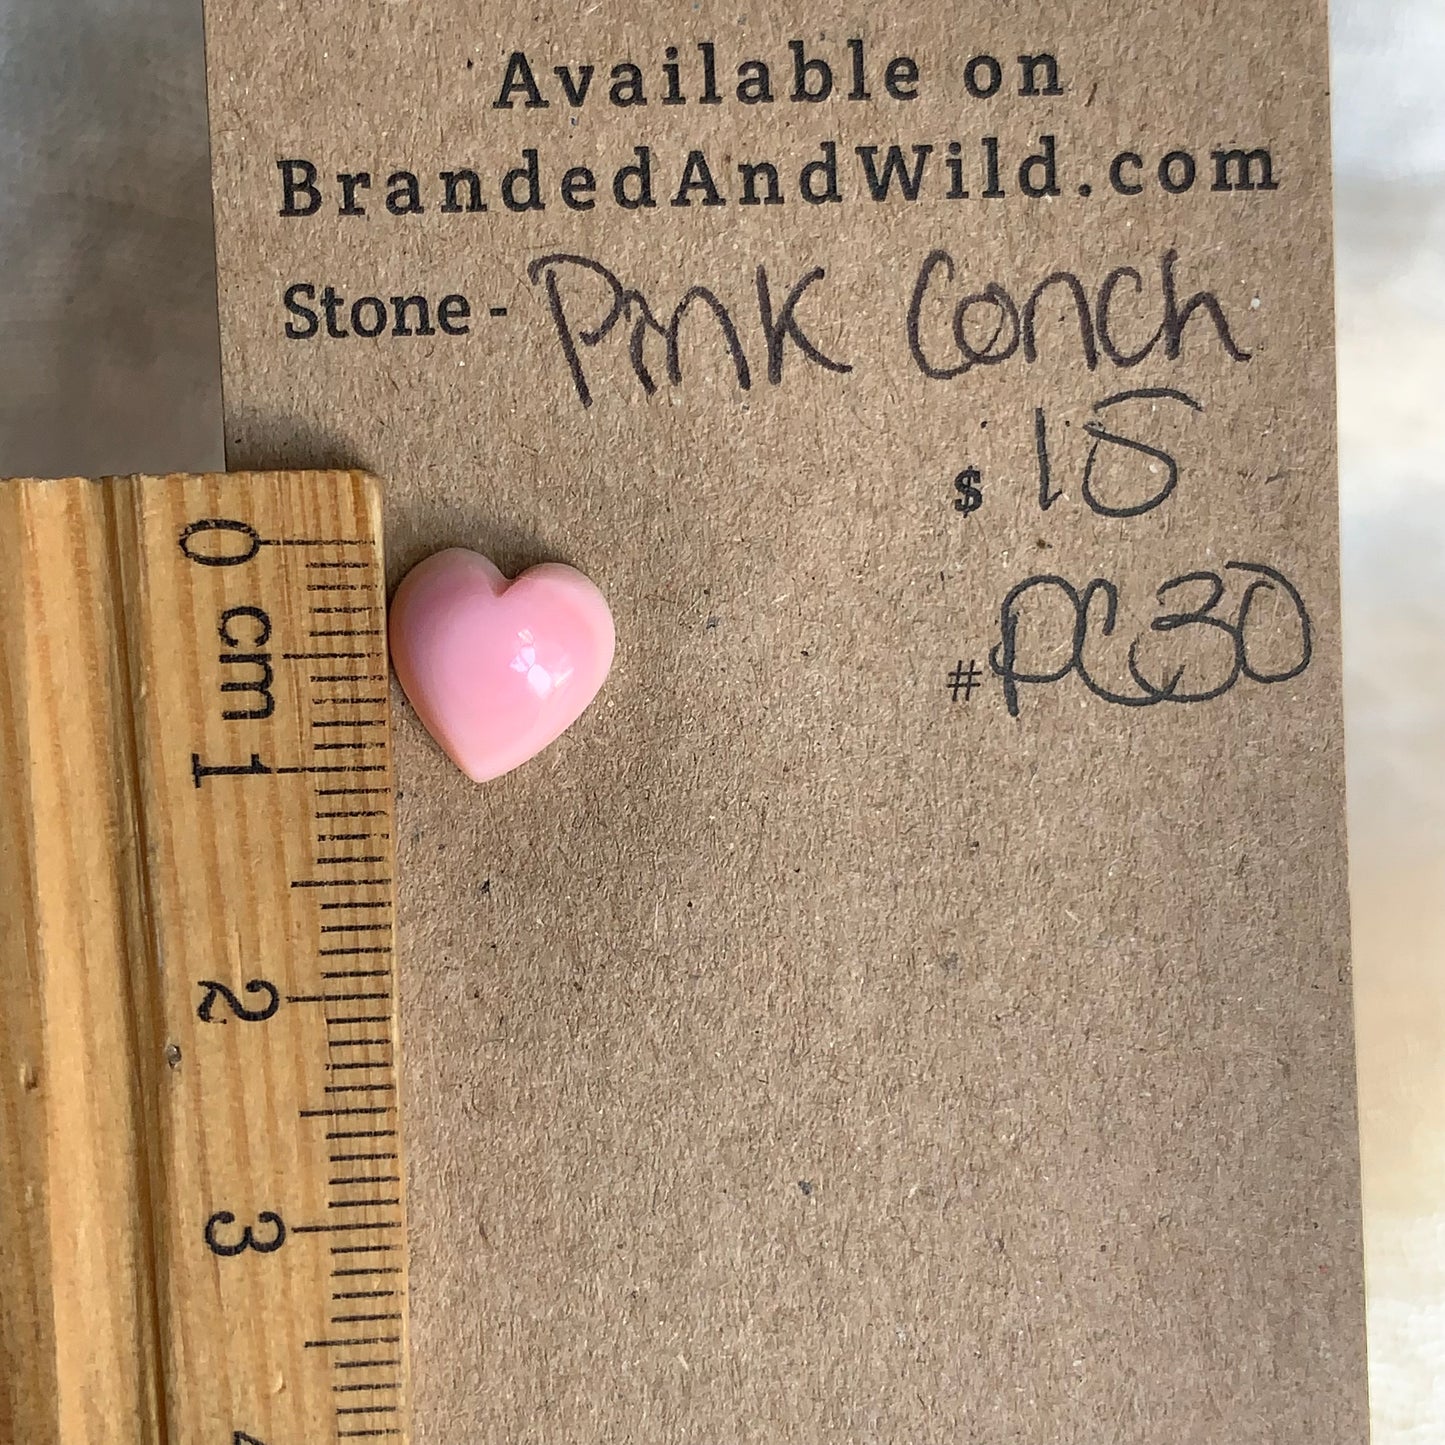 Available on
BrandedAndWild.com
Stone - Pink Conch
$ 15
# PC30
0 cm 1 2 3